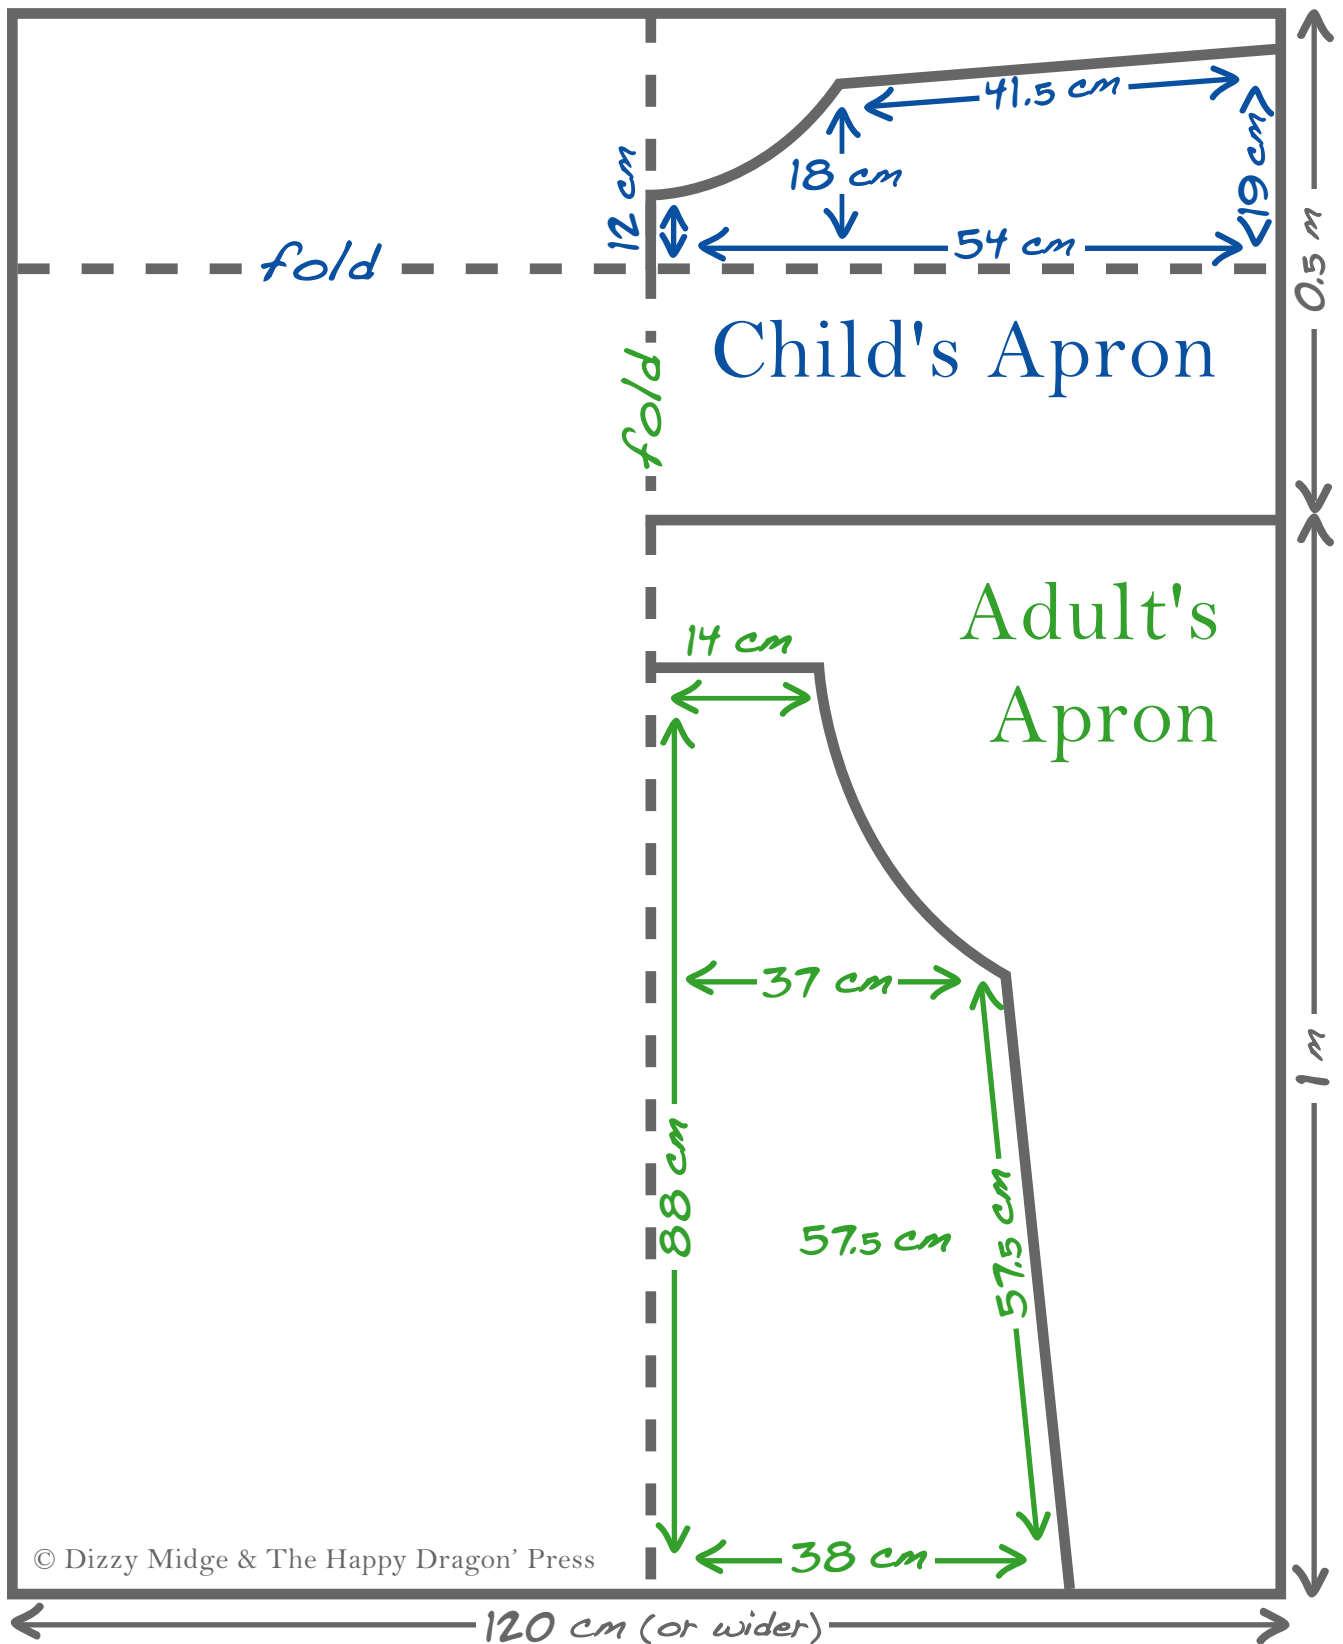 41.5 cm
18 cm
19 cm
12 cm
54 cm
fold
0.5 m
Child's Apron
fold
Adult's
Apron
14 cm
37 cm
1 m
88 cm
57.5 cm
57.5 cm
38 cm
© Dizzy Midge & The Happy Dragon’ Press
120 cm (or wider)